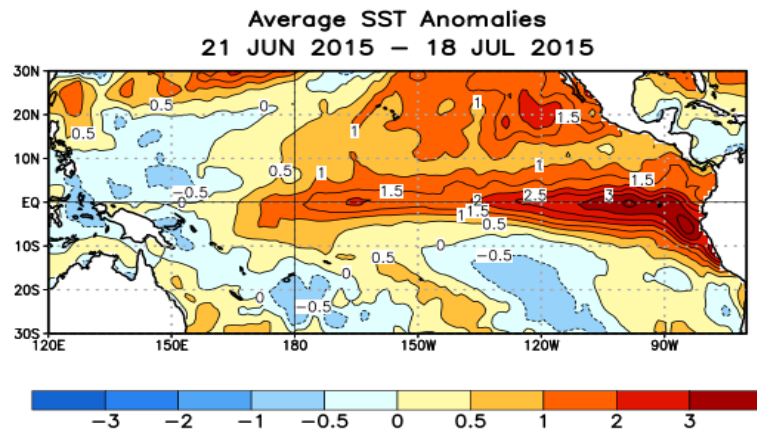 Average SST Anomalies
21 JUN 2015 – 18 JUL 2015
30N
20N
10N
EQ
10S
20S
30S
120E 150E 180 150W 120W 90W
0.5 0 1 1.5
0.5 1
0.5 1 1 1.5
−0.5 1.5 2 2.5 3
0 1 1.5 0.5
0 −0.5
0.5 0
0 −0.5
−3 −2 −1 −0.5 0 0.5 1 2 3